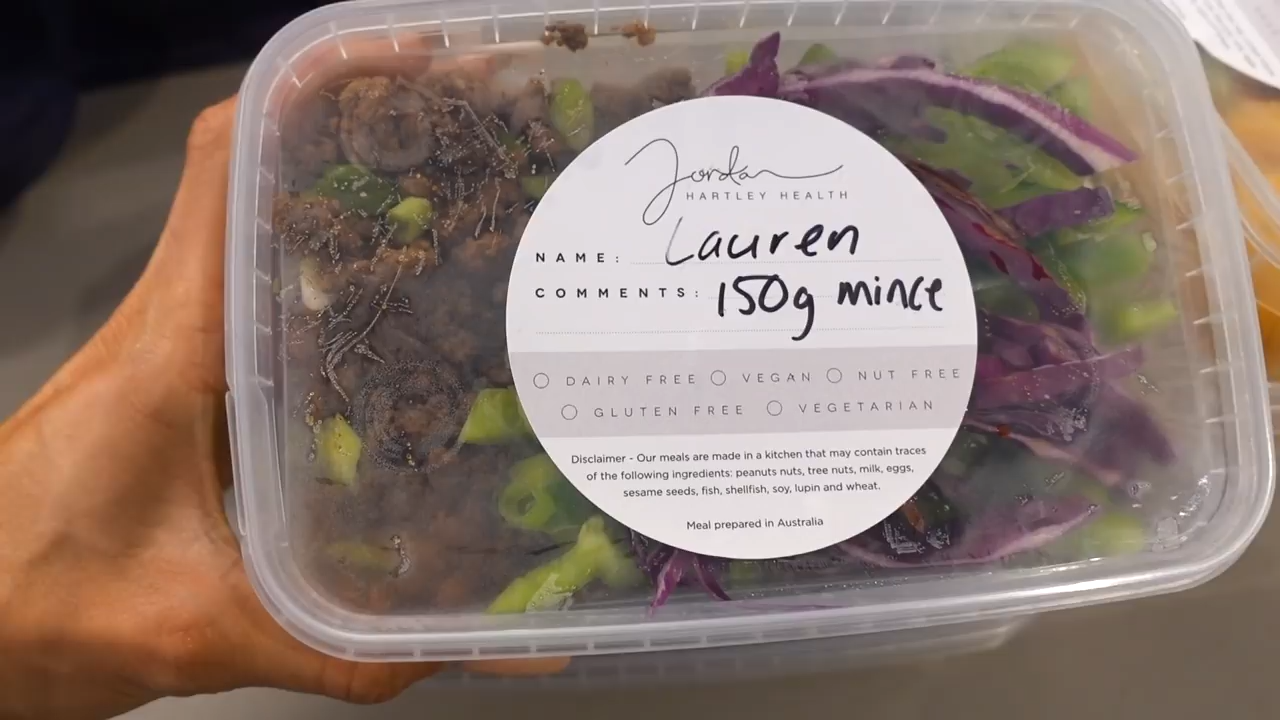 Jordan
HARTLEY HEALTH
NAME: Lauren
COMMENTS: 150g mince
DAIRY FREE VEGAN NUT FREE
GLUTEN FREE VEGETARIAN
Disclaimer - Our meals are made in a kitchen that may contain traces
of the following ingredients: peanuts nuts, tree nuts, milk, eggs,
sesame seeds, fish, shellfish, soy, lupin and wheat.
Meal prepared in Australia